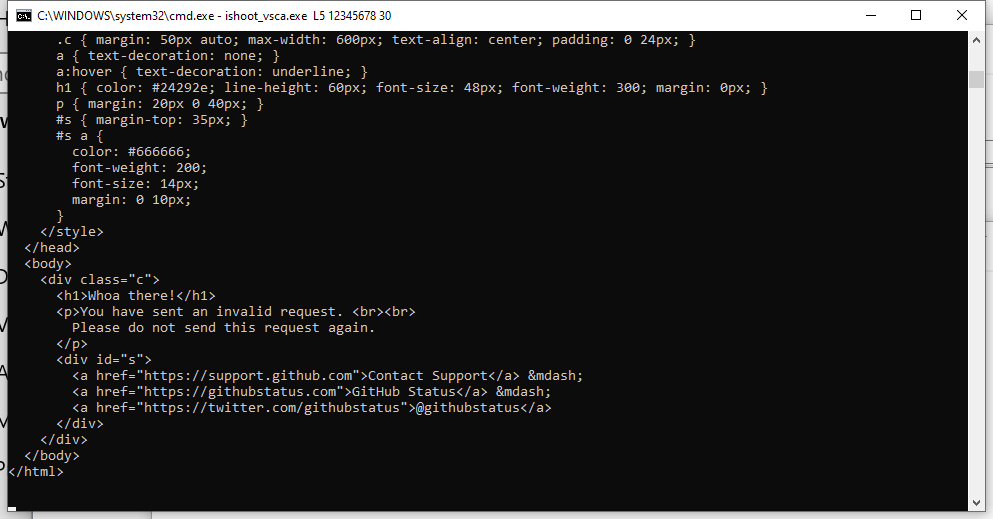 C:\WINDOWS\system32\cmd.exe - ishoot_vsca.exe L5 12345678 30
.c { margin: 50px auto; max-width: 600px; text-align: center; padding: 0 24px; }
a { text-decoration: none; }
a:hover { text-decoration: underline; }
h1 { color: #24292e; line-height: 60px; font-size: 48px; font-weight: 300; margin: 0px; }
p { margin: 20px 0 40px; }
#s { margin-top: 35px; }
#s a {
color: #666666;
font-weight: 200;
font-size: 14px;
margin: 0 10px;
}
</style>
</head>
<body>
<div class="c">
<h1>Whoa there!</h1>
<p>You have sent an invalid request. <br><br>
Please do not send this request again.
</p>
<div id="s">
<a href="https://support.github.com">Contact Support</a> &mdash;
<a href="https://githubstatus.com">GitHub Status</a> &mdash;
<a href="https://twitter.com/githubstatus">@githubstatus</a>
</div>
</div>
</body>
</html>